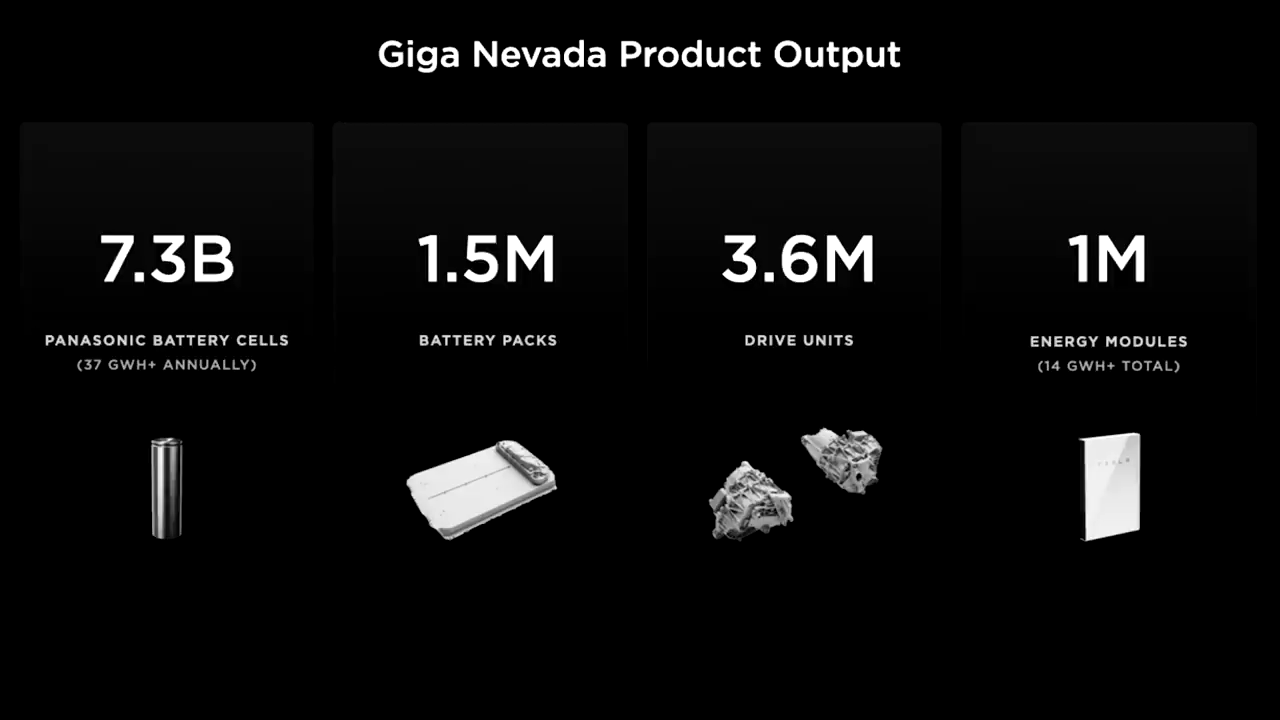 Giga Nevada Product Output
7.3B
PANASONIC BATTERY CELLS
(37 GWH+ ANNUALLY)
1.5M
BATTERY PACKS
3.6M
DRIVE UNITS
1M
ENERGY MODULES
(14 GWH+ TOTAL)
TESLA